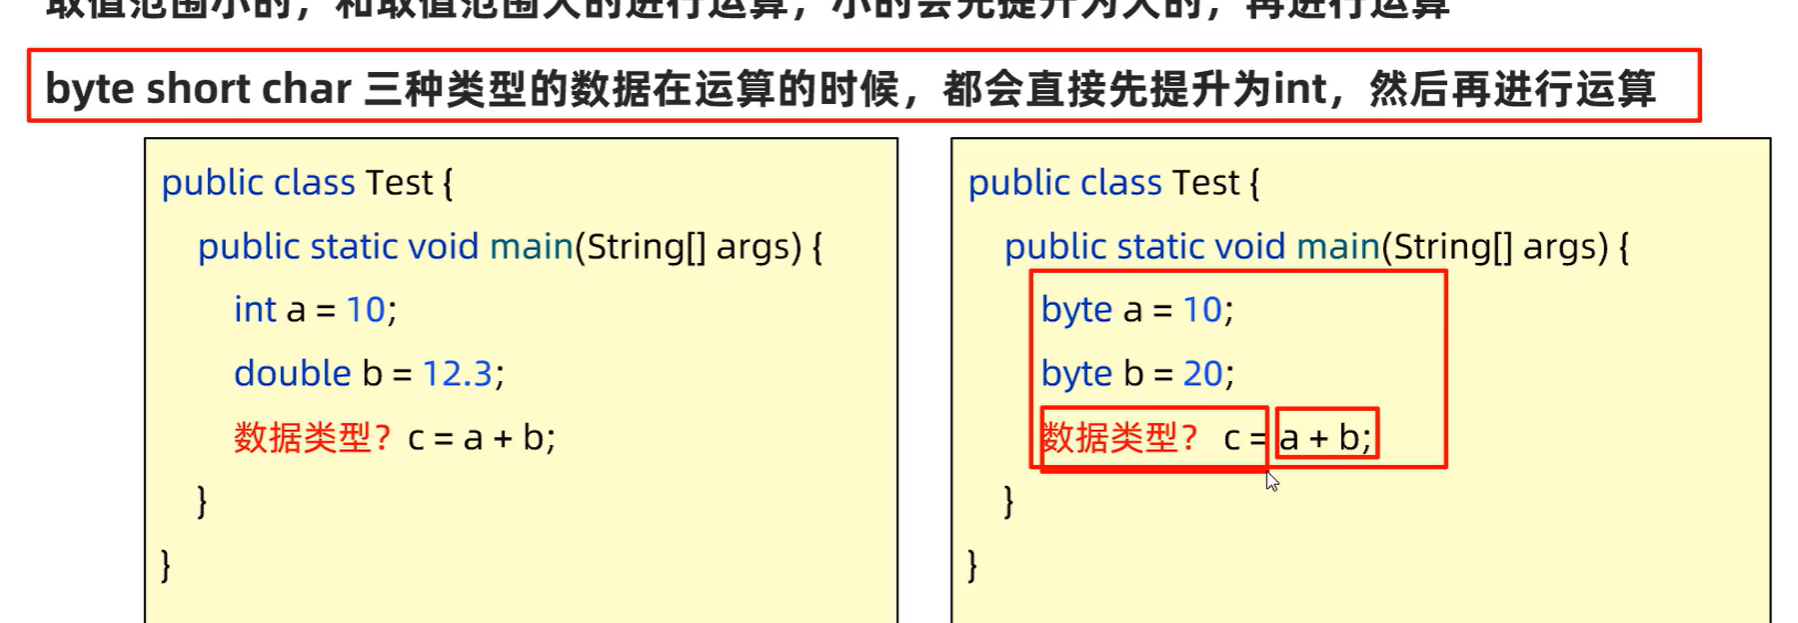 取值范围小的，和取值范围大的进行运算，小的会先提升为大的，再进行运算
byte short char 三种类型的数据在运算的时候，都会直接先提升为int，然后再进行运算
public class Test {
public static void main(String[] args) {
int a = 10;
double b = 12.3;
数据类型？c = a + b;
}
}
public class Test {
public static void main(String[] args) {
byte a = 10;
byte b = 20;
数据类型？ c = a + b;
}
}